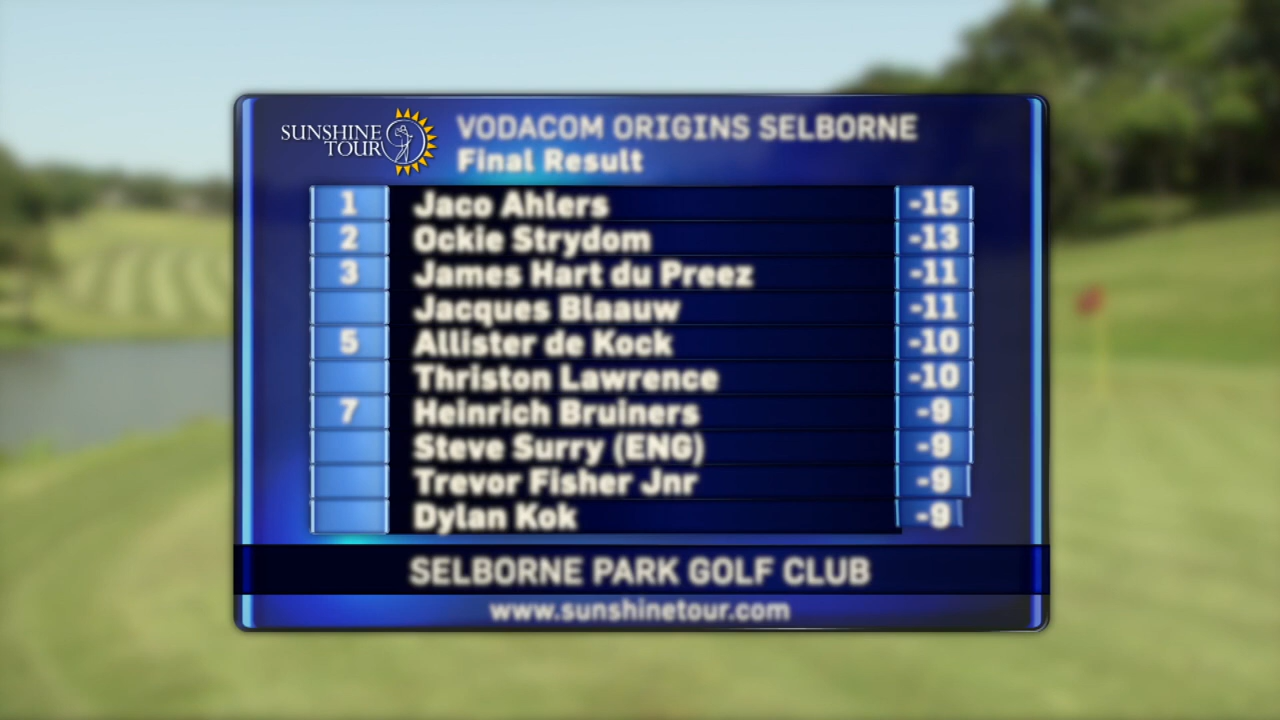 SUNSHINE TOUR
VODACOM ORIGINS SELBORNE
Final Result
1 Jaco Ahlers -15
2 Ockie Strydom -13
3 James Hart du Preez -11
Jacques Blaauw -11
5 Allister de Kock -10
Thriston Lawrence -10
7 Heinrich Bruiners -9
Steve Surry (ENG) -9
Trevor Fisher Jnr -9
Dylan Kok -9
SELBORNE PARK GOLF CLUB
www.sunshinetour.com